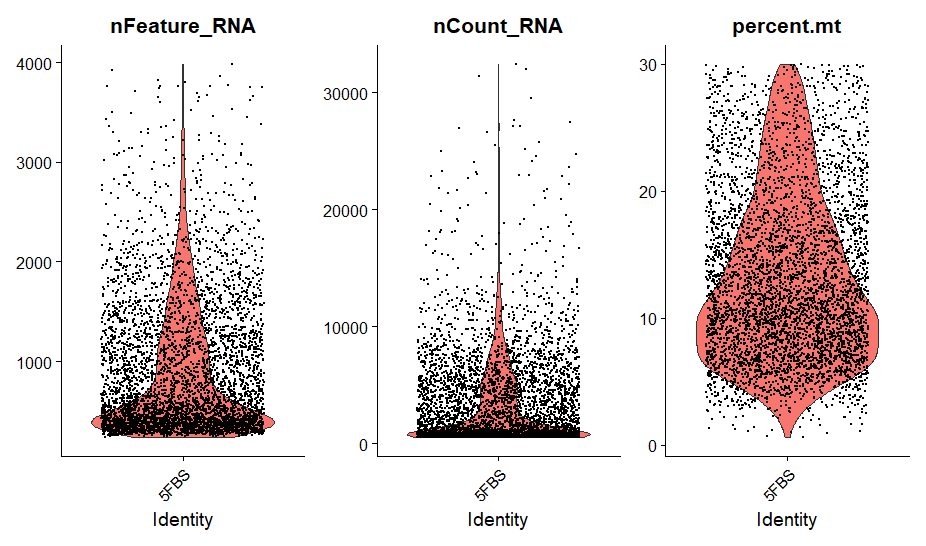 nFeature_RNA
4000
3000
2000
1000
5FBS
Identity
nCount_RNA
30000
20000
10000
0
5FBS
Identity
percent.mt
30
20
10
0
5FBS
Identity